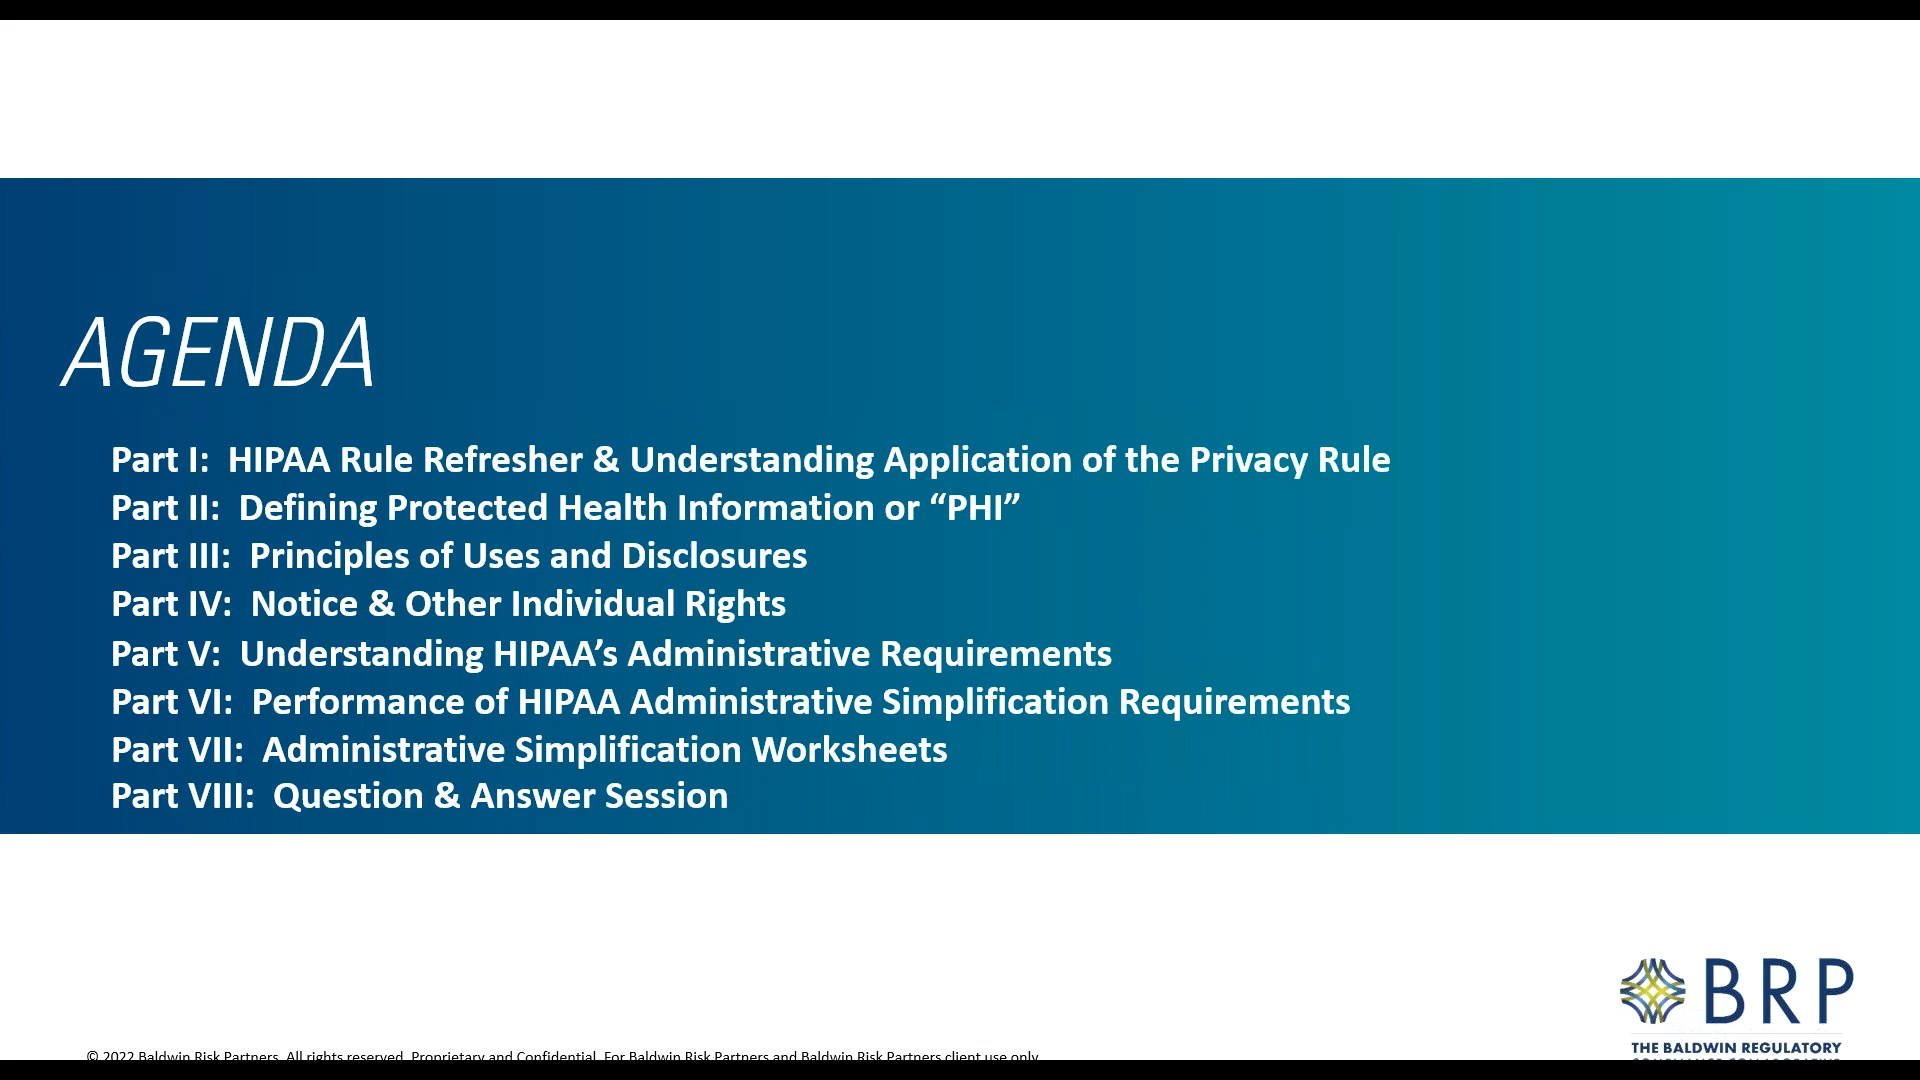 AGENDA
Part I:  HIPAA Rule Refresher & Understanding Application of the Privacy Rule
Part II:  Defining Protected Health Information or “PHI”
Part III:  Principles of Uses and Disclosures
Part IV:  Notice & Other Individual Rights
Part V:  Understanding HIPAA’s Administrative Requirements
Part VI:  Performance of HIPAA Administrative Simplification Requirements
Part VII:  Administrative Simplification Worksheets
Part VIII:  Question & Answer Session
BRP
THE BALDWIN REGULATORY
© 2022 Baldwin Risk Partners. All rights reserved. Proprietary and Confidential. For Baldwin Risk Partners and Baldwin Risk Partners client use only.